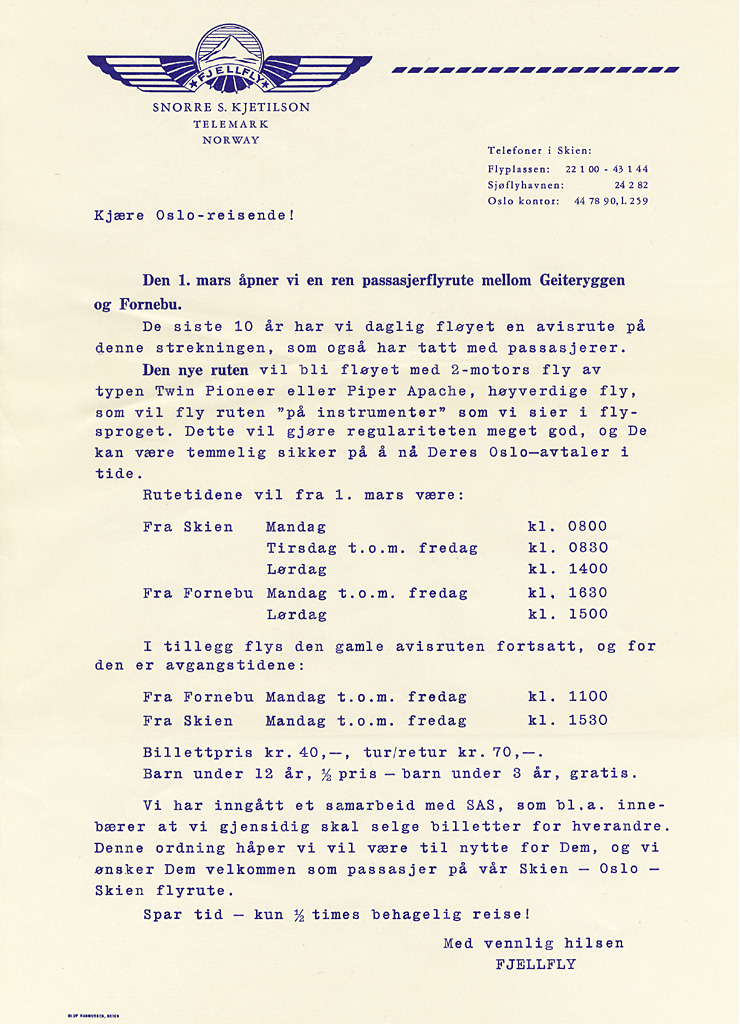 FJELLFLY
SNORRE S. KJETILSON
TELEMARK
NORWAY
Telefoner i Skien:
Flyplassen: 22 1 00 - 43 1 44
Sjøflyhavnen: 24 2 82
Oslo kontor: 44 78 90, l. 259
Kjære Oslo-reisende!
Den 1. mars åpner vi en ren passasjerflyrute mellom Geiteryggen
og Fornebu.
De siste 10 år har vi daglig fløyet en avisrute på
denne strekningen, som også har tatt med passasjerer.
Den nye ruten vil bli fløyet med 2-motors fly av
typen Twin Pioneer eller Piper Apache, høyverdige fly,
som vil fly ruten ”på instrumenter” som vi sier i fly-
sproget. Dette vil gjøre regulariteten meget god, og De
kan være temmelig sikker på å nå Deres Oslo—avtaler i
tide.
Rutetidene vil fra 1. mars være:
Fra Skien Mandag kl. 0800
Tirsdag t.o.m. fredag kl. 0830
Lørdag kl. 1400
Fra Fornebu Mandag t.o.m. fredag kl. 1630
Lørdag kl. 1500
I tillegg flys den gamle avisruten fortsatt, og for
den er avgangstidene:
Fra Fornebu Mandag t.o.m. fredag kl. 1100
Fra Skien Mandag t.o.m. fredag kl. 1530
Billettpris kr. 40,—, tur/retur kr. 70,—.
Barn under 12 år, ½ pris — barn under 3 år, gratis.
Vi har inngått et samarbeid med SAS, som bl.a. inne-
bærer at vi gjensidig skal selge billetter for hverandre.
Denne ordning håper vi vil være til nytte for Dem, og vi
ønsker Dem velkommen som passasjer på vår Skien — Oslo —
Skien flyrute.
Spar tid — kun ½ times behagelig reise!
Med vennlig hilsen
FJELLFLY
OLUF RASMUSSEN, SKIEN